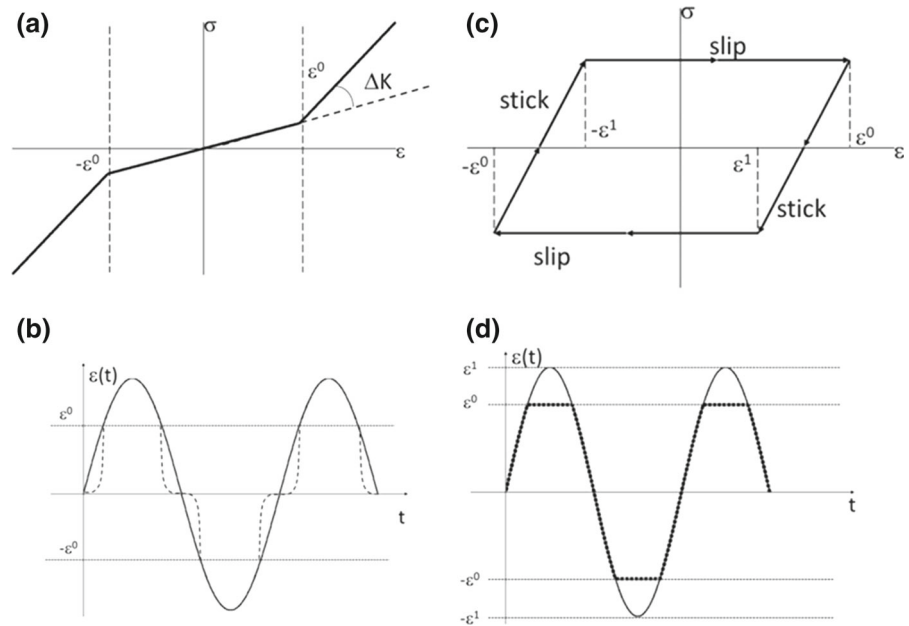 (a)
σ
ε⁰
ΔK
ε
-ε⁰
(c)
σ
slip
stick
-ε¹
ε⁰
-ε⁰
ε¹
ε
stick
slip
(b)
ε(t)
ε⁰
t
-ε⁰
(d)
ε¹
ε(t)
ε⁰
t
-ε⁰
-ε¹